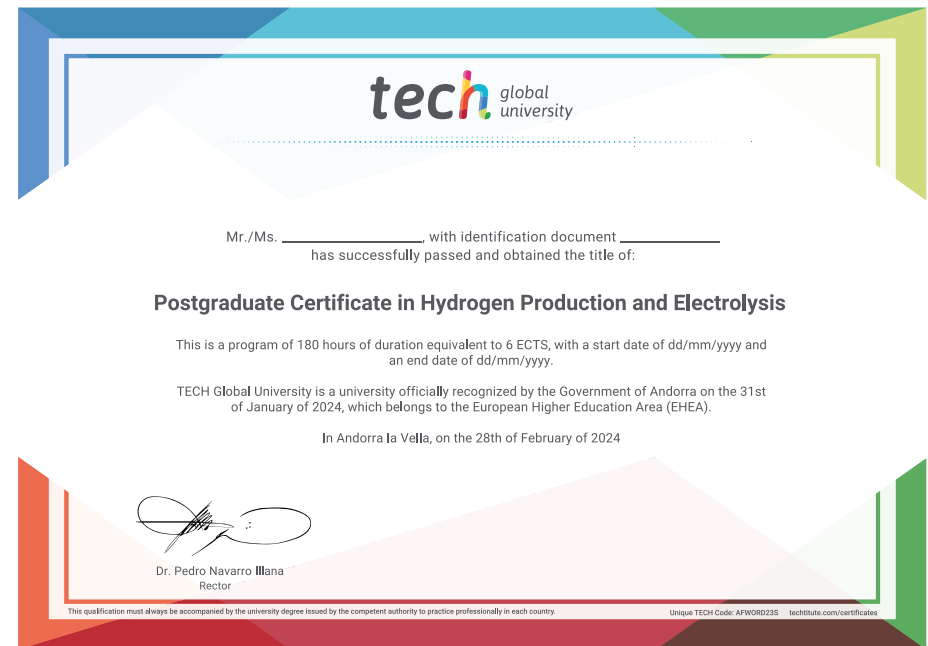 tech global university
Mr./Ms. ____________________, with identification document ______________
has successfully passed and obtained the title of:
Postgraduate Certificate in Hydrogen Production and Electrolysis
This is a program of 180 hours of duration equivalent to 6 ECTS, with a start date of dd/mm/yyyy and
an end date of dd/mm/yyyy.
TECH Global University is a university officially recognized by the Government of Andorra on the 31st
of January of 2024, which belongs to the European Higher Education Area (EHEA).
In Andorra la Vella, on the 28th of February of 2024
Dr. Pedro Navarro Illana
Rector
This qualification must always be accompanied by the university degree issued by the competent authority to practice professionally in each country.
Unique TECH Code: AFWORD23S techtitute.com/certificates